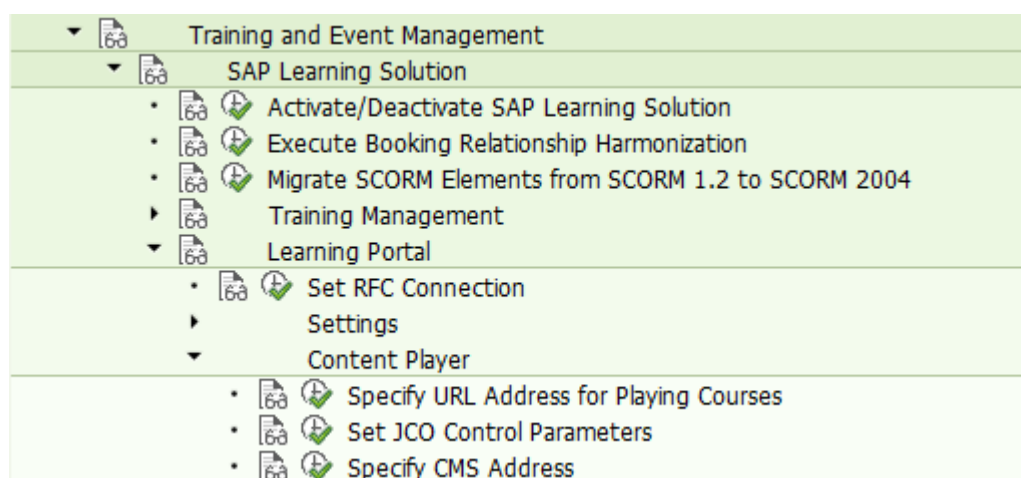 Training and Event Management
SAP Learning Solution
Activate/Deactivate SAP Learning Solution
Execute Booking Relationship Harmonization
Migrate SCORM Elements from SCORM 1.2 to SCORM 2004
Training Management
Learning Portal
Set RFC Connection
Settings
Content Player
Specify URL Address for Playing Courses
Set JCO Control Parameters
Specify CMS Address